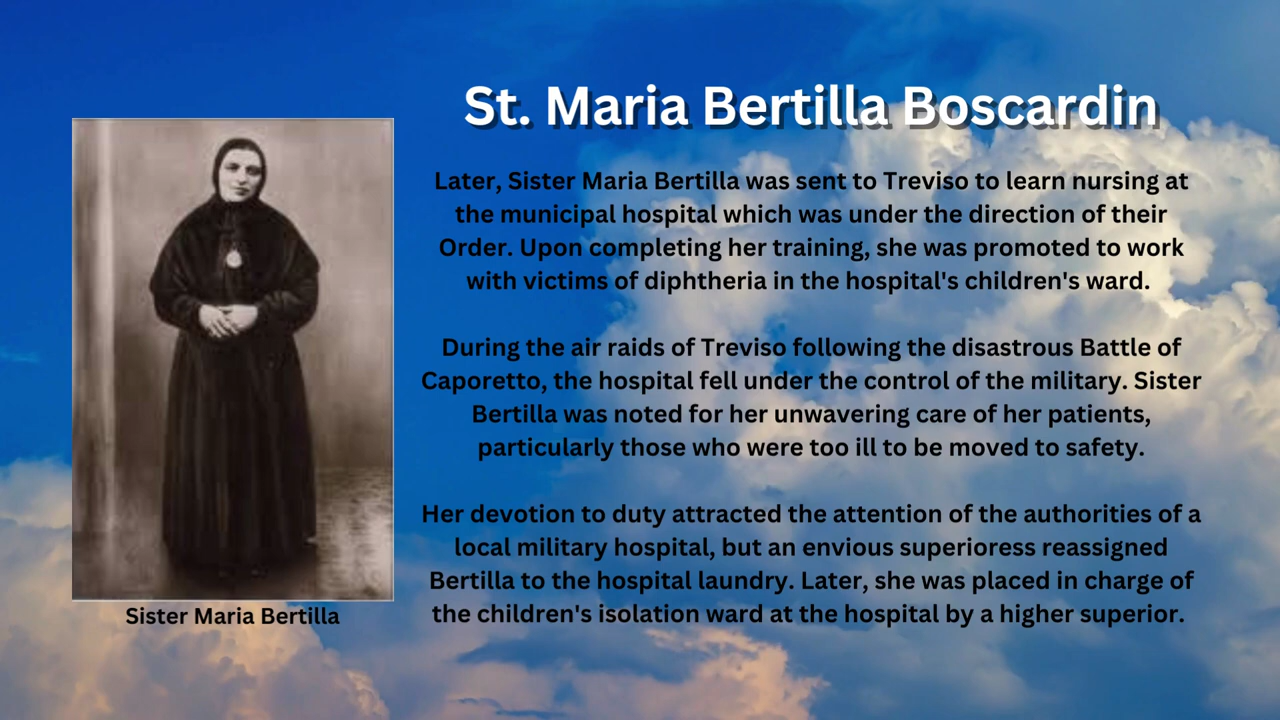 St. Maria Bertilla Boscardin
Later, Sister Maria Bertilla was sent to Treviso to learn nursing at
the municipal hospital which was under the direction of their
Order. Upon completing her training, she was promoted to work
with victims of diphtheria in the hospital's children's ward.
During the air raids of Treviso following the disastrous Battle of
Caporetto, the hospital fell under the control of the military. Sister
Bertilla was noted for her unwavering care of her patients,
particularly those who were too ill to be moved to safety.
Her devotion to duty attracted the attention of the authorities of a
local military hospital, but an envious superioress reassigned
Bertilla to the hospital laundry. Later, she was placed in charge of
the children's isolation ward at the hospital by a higher superior.
Sister Maria Bertilla